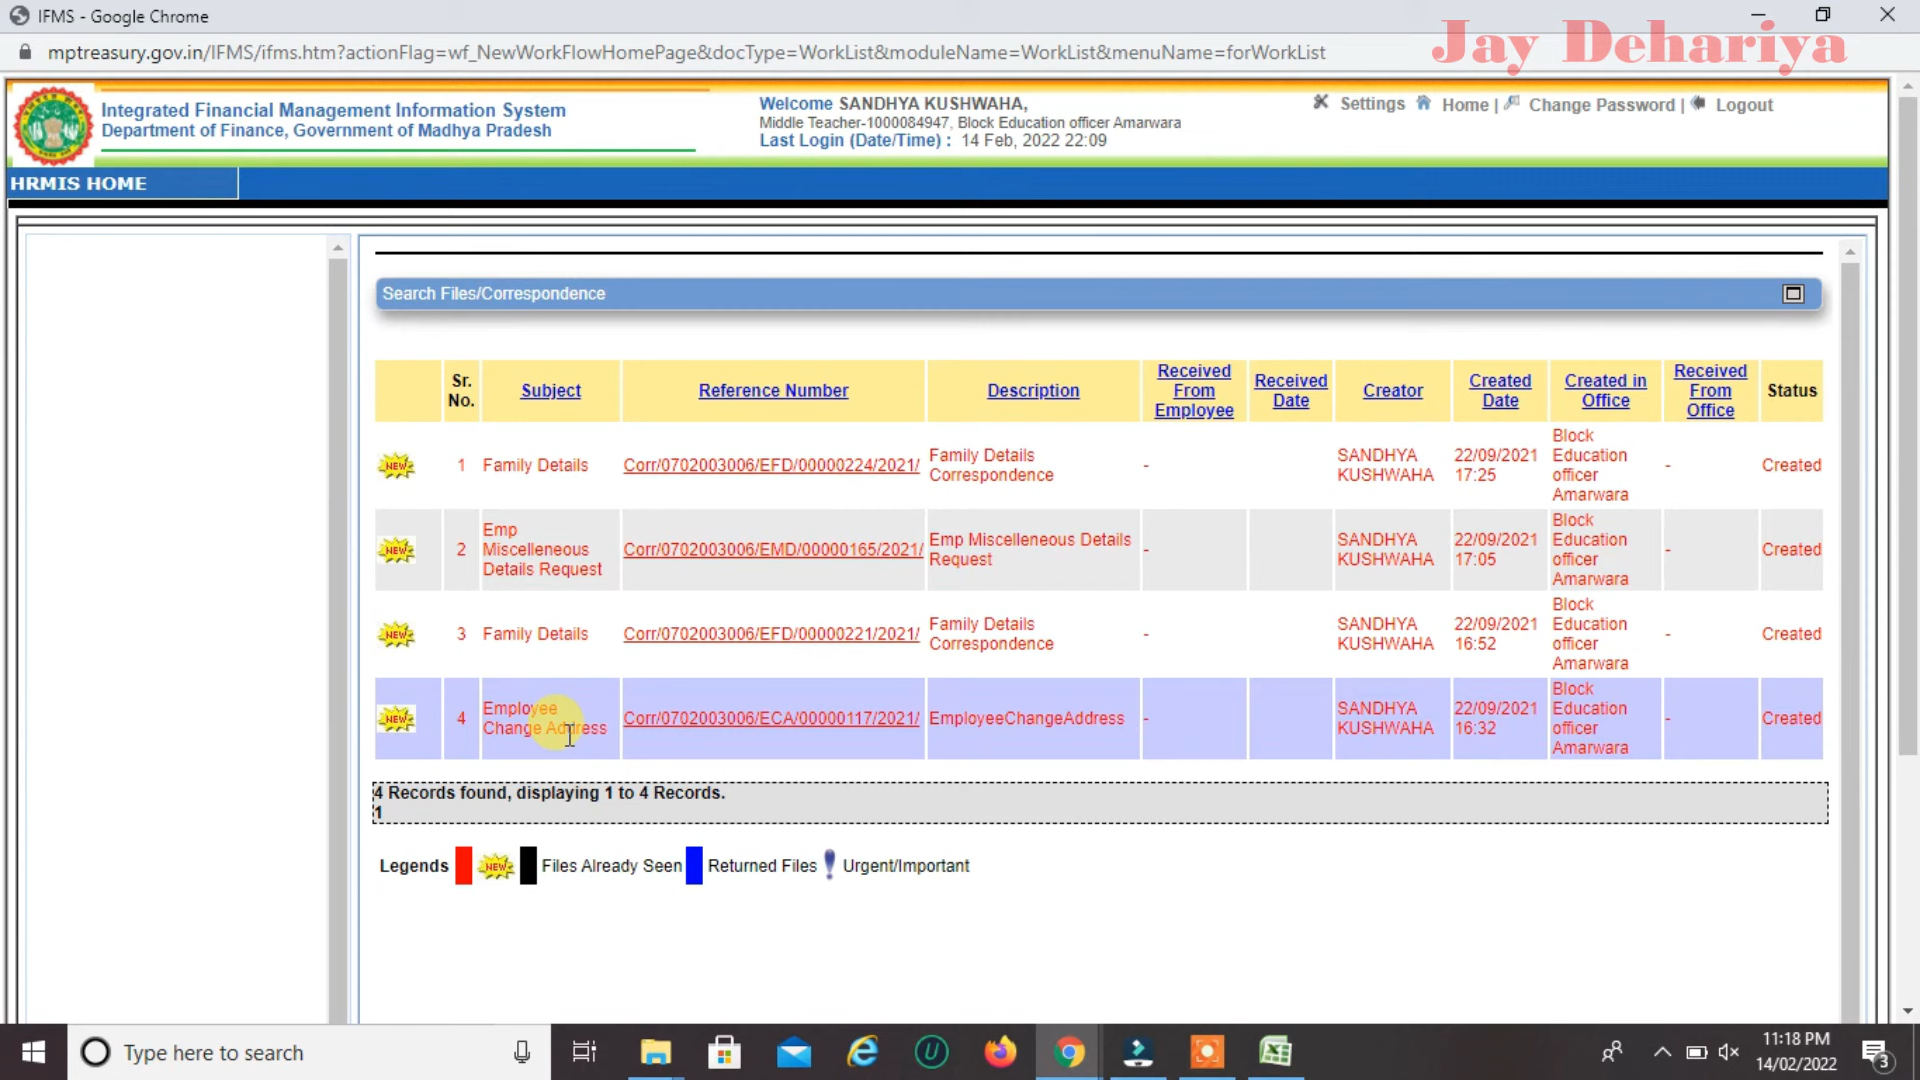 IFMS - Google Chrome
mptreasury.gov.in/IFMS/ifms.htm?actionFlag=wf_NewWorkFlowHomePage&docType=WorkList&moduleName=WorkList&menuName=forWorkList
Jay Dehariya
Integrated Financial Management Information System
Department of Finance, Government of Madhya Pradesh
Welcome SANDHYA KUSHWAHA,
Middle Teacher-1000084947, Block Education officer Amarwara
Last Login (Date/Time) : 14 Feb, 2022 22:09
Settings Home | Change Password | Logout
HRMIS HOME
Search Files/Correspondence
Sr. No. Subject Reference Number Description Received From Employee Received Date Creator Created Date Created in Office Received From Office Status
NEW 1 Family Details Corr/0702003006/EFD/00000224/2021/ Family Details Correspondence - SANDHYA KUSHWAHA 22/09/2021 17:25 Block Education officer Amarwara - Created
NEW 2 Emp Miscelleneous Details Request Corr/0702003006/EMD/00000165/2021/ Emp Miscelleneous Details Request - SANDHYA KUSHWAHA 22/09/2021 17:05 Block Education officer Amarwara - Created
NEW 3 Family Details Corr/0702003006/EFD/00000221/2021/ Family Details Correspondence - SANDHYA KUSHWAHA 22/09/2021 16:52 Block Education officer Amarwara - Created
NEW 4 Employee Change Address Corr/0702003006/ECA/00000117/2021/ EmployeeChangeAddress - SANDHYA KUSHWAHA 22/09/2021 16:32 Block Education officer Amarwara - Created
4 Records found, displaying 1 to 4 Records.
1
Legends NEW Files Already Seen Returned Files Urgent/Important
Type here to search
11:18 PM
14/02/2022
3